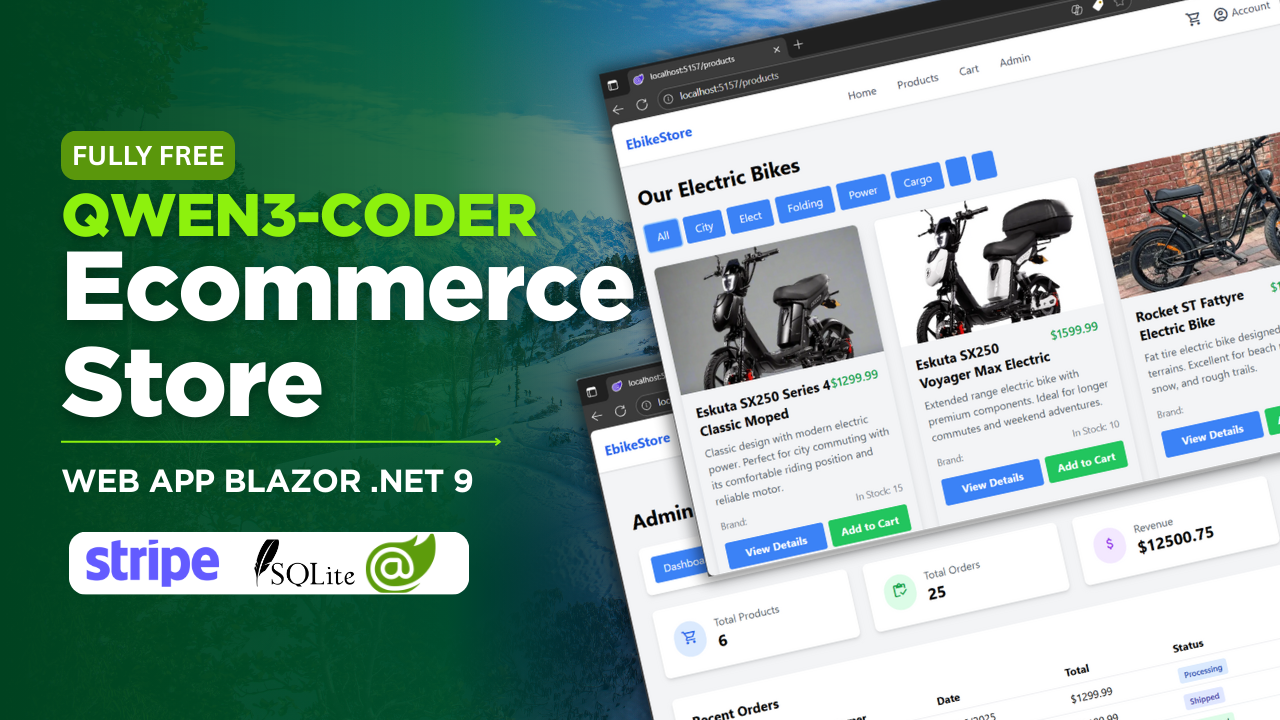 FULLY FREE
QWEN3-CODER
Ecommerce
Store
WEB APP BLAZOR .NET 9
stripe
SQLite
@
localhost:5157/products
localhost:5157/products
Account
Home
Products
Cart
Admin
EbikeStore
Our Electric Bikes
All
City
Elect
Folding
Power
Cargo
Eskuta SX250 Series 4
Classic Moped
$1299.99
Classic design with modern electric
power. Perfect for city commuting with
its comfortable riding position and
reliable motor.
Brand:
In Stock: 15
View Details
Add to Cart
Eskuta SX250
Voyager Max Electric
$1599.99
Extended range electric bike with
premium components. Ideal for longer
commutes and weekend adventures.
Brand:
In Stock: 10
View Details
Add to Cart
Rocket ST Fattyre
Electric Bike
Fat tire electric bike designed
terrains. Excellent for beach
snow, and rough trails.
Brand:
View Details
EbikeStore
Admin
Total Products
6
Total Orders
25
$
Revenue
$12500.75
Recent Orders
Date
Total
Status
$1299.99
Processing
Shipped